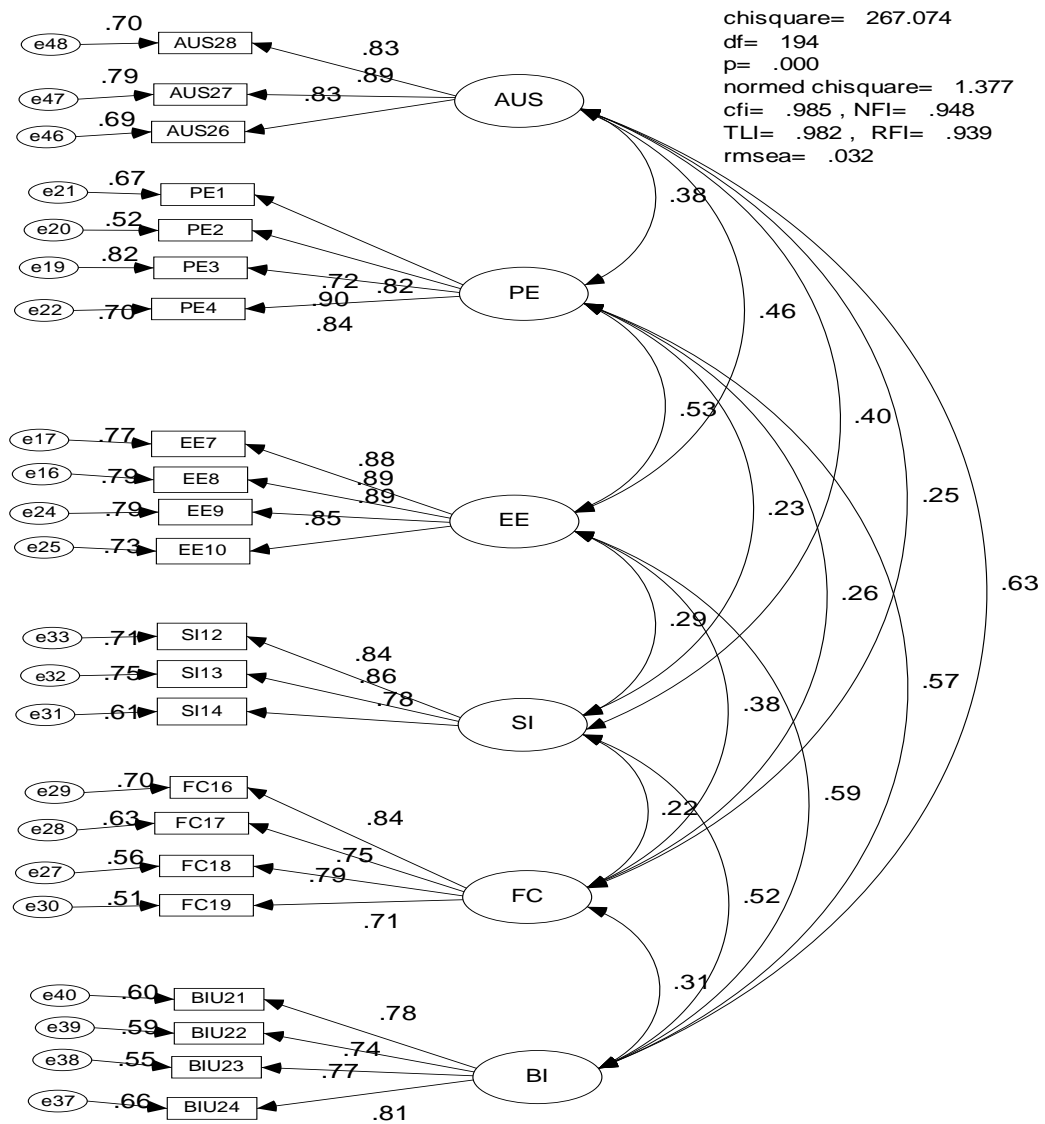 chisquare= 267.074
df= 194
p= .000
normed chisquare= 1.377
cfi= .985 , NFI= .948
TLI= .982 , RFI= .939
rmsea= .032
.70
e48
AUS28
.83
.79
.89
e47
AUS27
.83
AUS
.69
e46
AUS26
.38
.67
e21
PE1
.52
e20
PE2
.82
e19
PE3
.72
.82
PE
.90
e22
.70
PE4
.84
.46
.53
.40
e17
.77
EE7
.88
e16
.79
EE8
.89
.89
e24
.79
EE9
.85
EE
.23
.25
e25
.73
EE10
.63
.26
.29
e33
.71
SI12
.84
e32
.75
SI13
.86
.57
e31
.61
SI14
.78
SI
.38
e29
.70
FC16
.59
.22
e28
.63
FC17
.84
.75
e27
.56
FC18
.79
FC
.52
e30
.51
FC19
.71
.31
e40
.60
BIU21
.78
e39
.59
BIU22
.74
e38
.55
BIU23
.77
BI
e37
.66
BIU24
.81